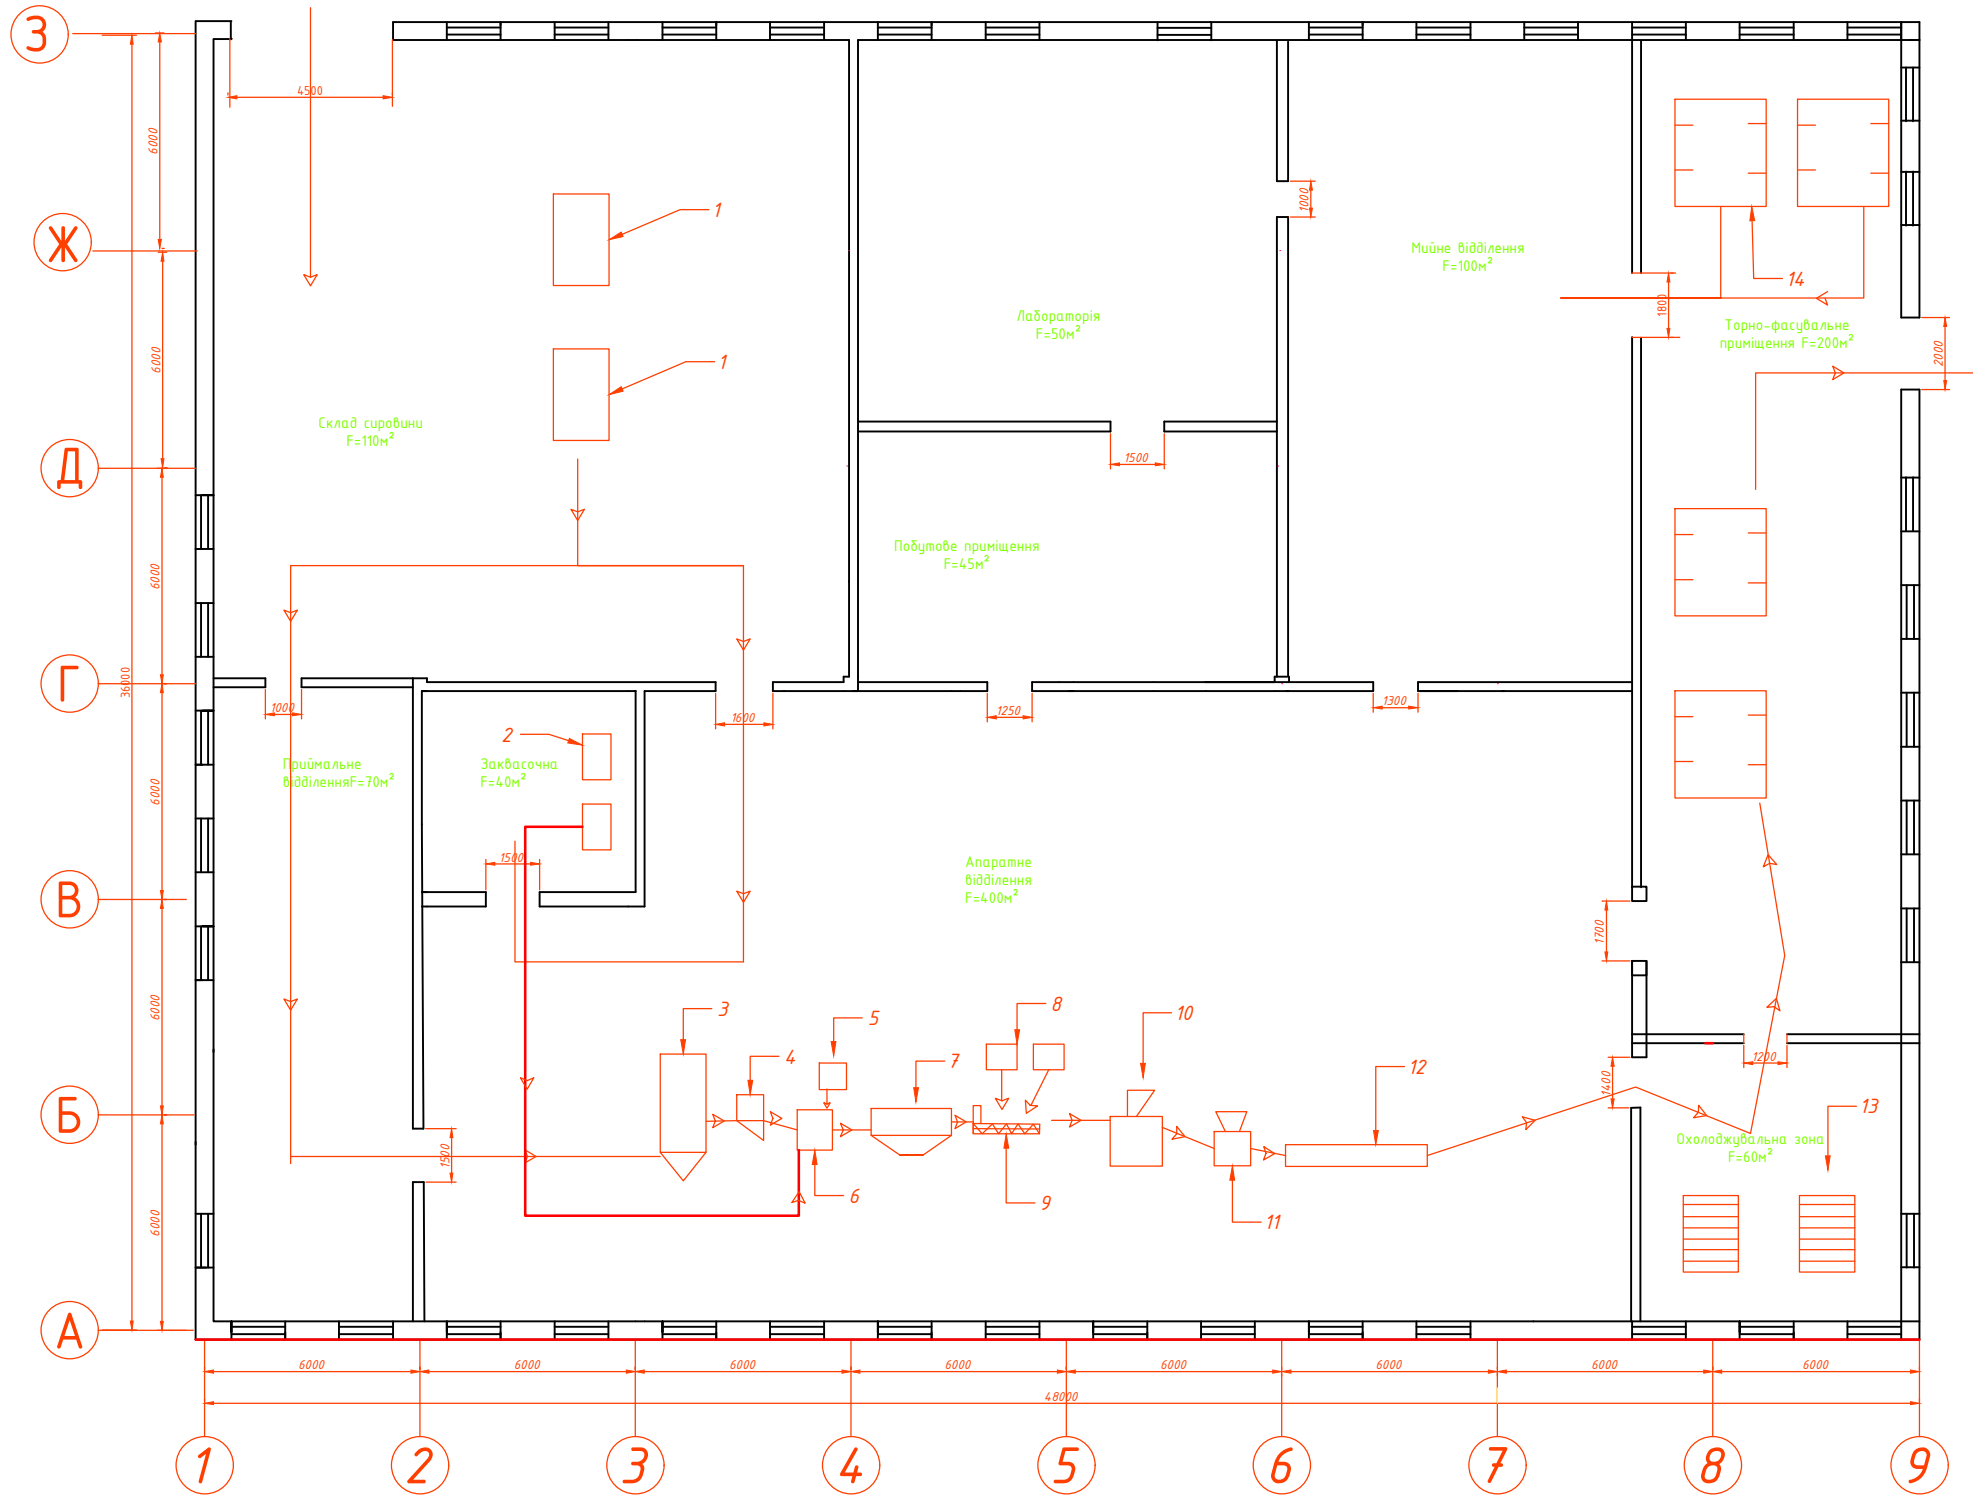 З
4500
6000
1
1000
Ж
Мийне відділення
F=100м²
14
1800
Лабораторія
F=50м²
Торно-фасувальне
приміщення F=200м²
2000
6000
1
Склад сировини
F=110м²
Д
1500
Побутове приміщення
F=45м²
6000
36000
Г
1000
1600
1250
1300
2
Приймальне
відділенняF=70м²
Заквасочна
F=40м²
6000
1500
Апаратне
відділення
F=400м²
В
1700
6000
3
5
8
10
4
7
12
1200
1400
Б
13
Охолоджувальна зона
F=60м²
1500
6
9
11
6000
А
6000
6000
6000
6000
6000
6000
6000
6000
48000
1
2
3
4
5
6
7
8
9